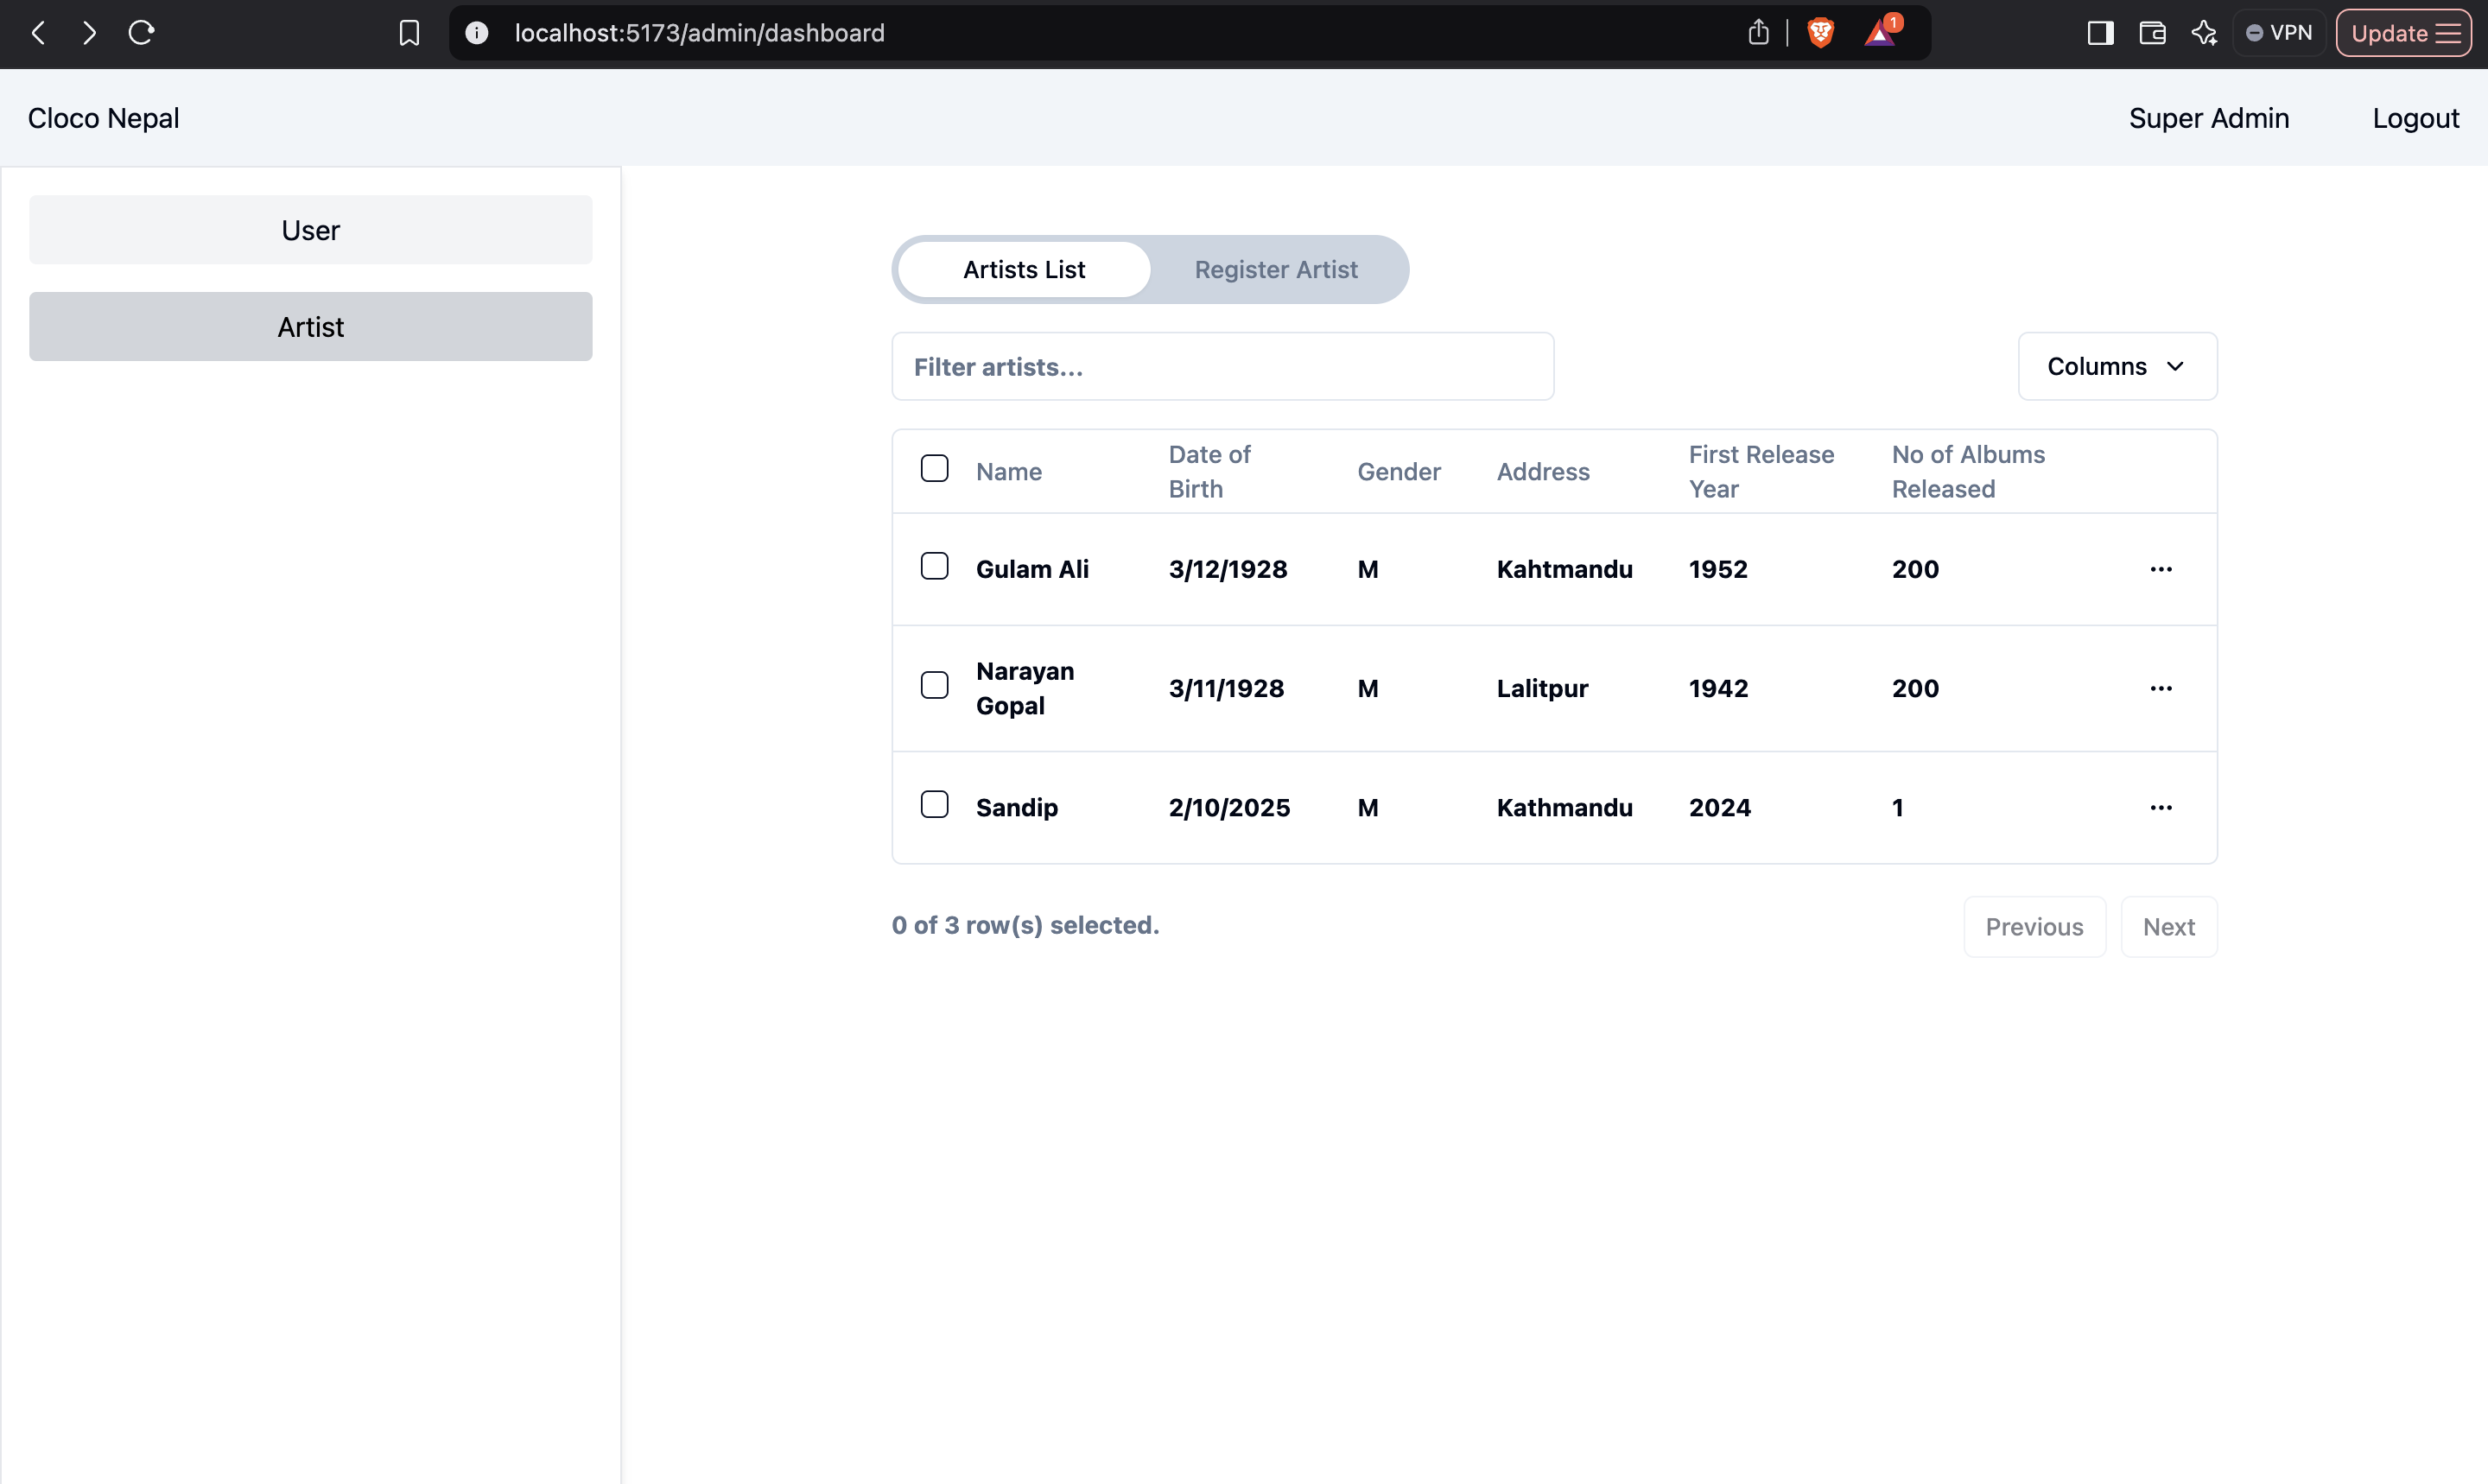 localhost:5173/admin/dashboard
1
VPN
Update
Cloco Nepal
Super Admin
Logout
User
Artist
Artists List
Register Artist
Filter artists...
Columns
Name
Date of
Birth
Gender
Address
First Release
Year
No of Albums
Released
Gulam Ali
3/12/1928
M
Kahtmandu
1952
200
...
Narayan
Gopal
3/11/1928
M
Lalitpur
1942
200
...
Sandip
2/10/2025
M
Kathmandu
2024
1
...
0 of 3 row(s) selected.
Previous
Next